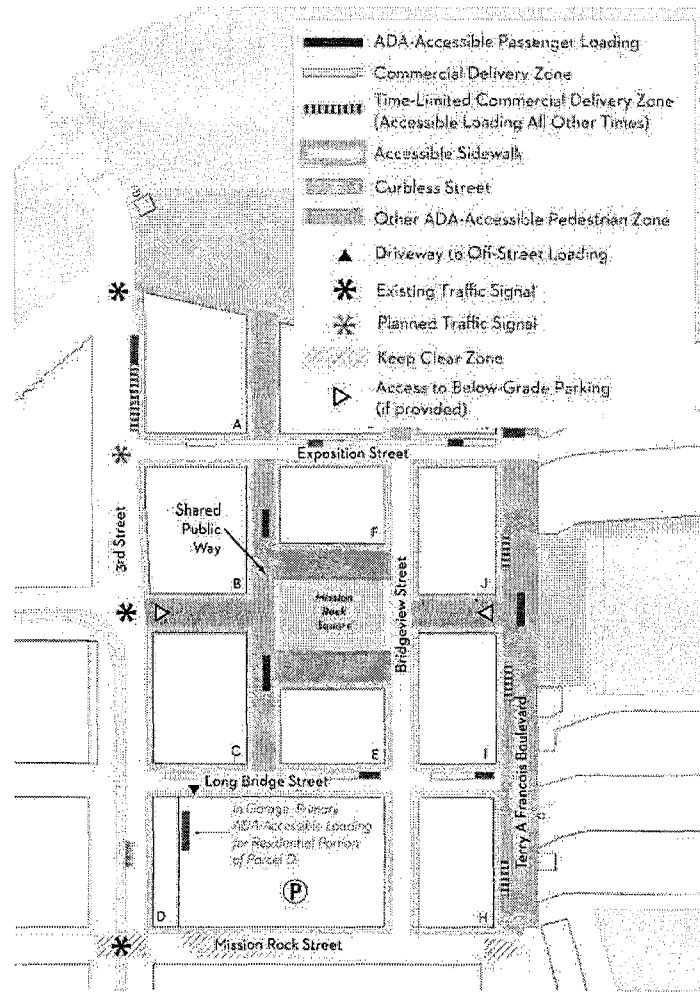 ADA-Accessible Passenger Loading
Commercial Delivery Zone
Time-Limited Commercial Delivery Zone
(Accessible Loading All Other Times)
Accessible Sidewalk
Curbless Street
Other ADA-Accessible Pedestrian Zone
Driveway to Off-Street Loading
Existing Traffic Signal
Planned Traffic Signal
Keep Clear Zone
Access to Below-Grade Parking
(if provided)
A
Exposition Street
3rd Street
Shared
Public
Way
F
B
J
Mission
Rock
Square
Bridgeview Street
C
E
I
Terry A Francois Boulevard
Long Bridge Street
In Garage Primary
ADA-Accessible Loading
for Residential Portion
of Parcel D
P
D
H
Mission Rock Street